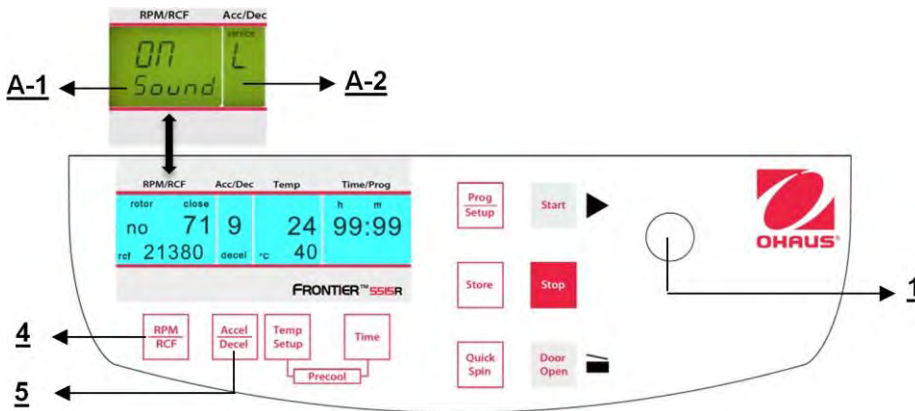 RPM/RCF Acc/Dec
service
ON L
Sound
A-1 A-2
RPM/RCF Acc/Dec Temp Time/Prog
rotor close h m
no 71 9 24 99:99
rcf 21380 decel °C 40
FRONTIER™ 5515R
Prog Setup
Start
OHAUS®
Store
Stop
1
4
RPM RCF
Accel Decel
Temp Setup
Time
Precool
5
Quick Spin
Door Open